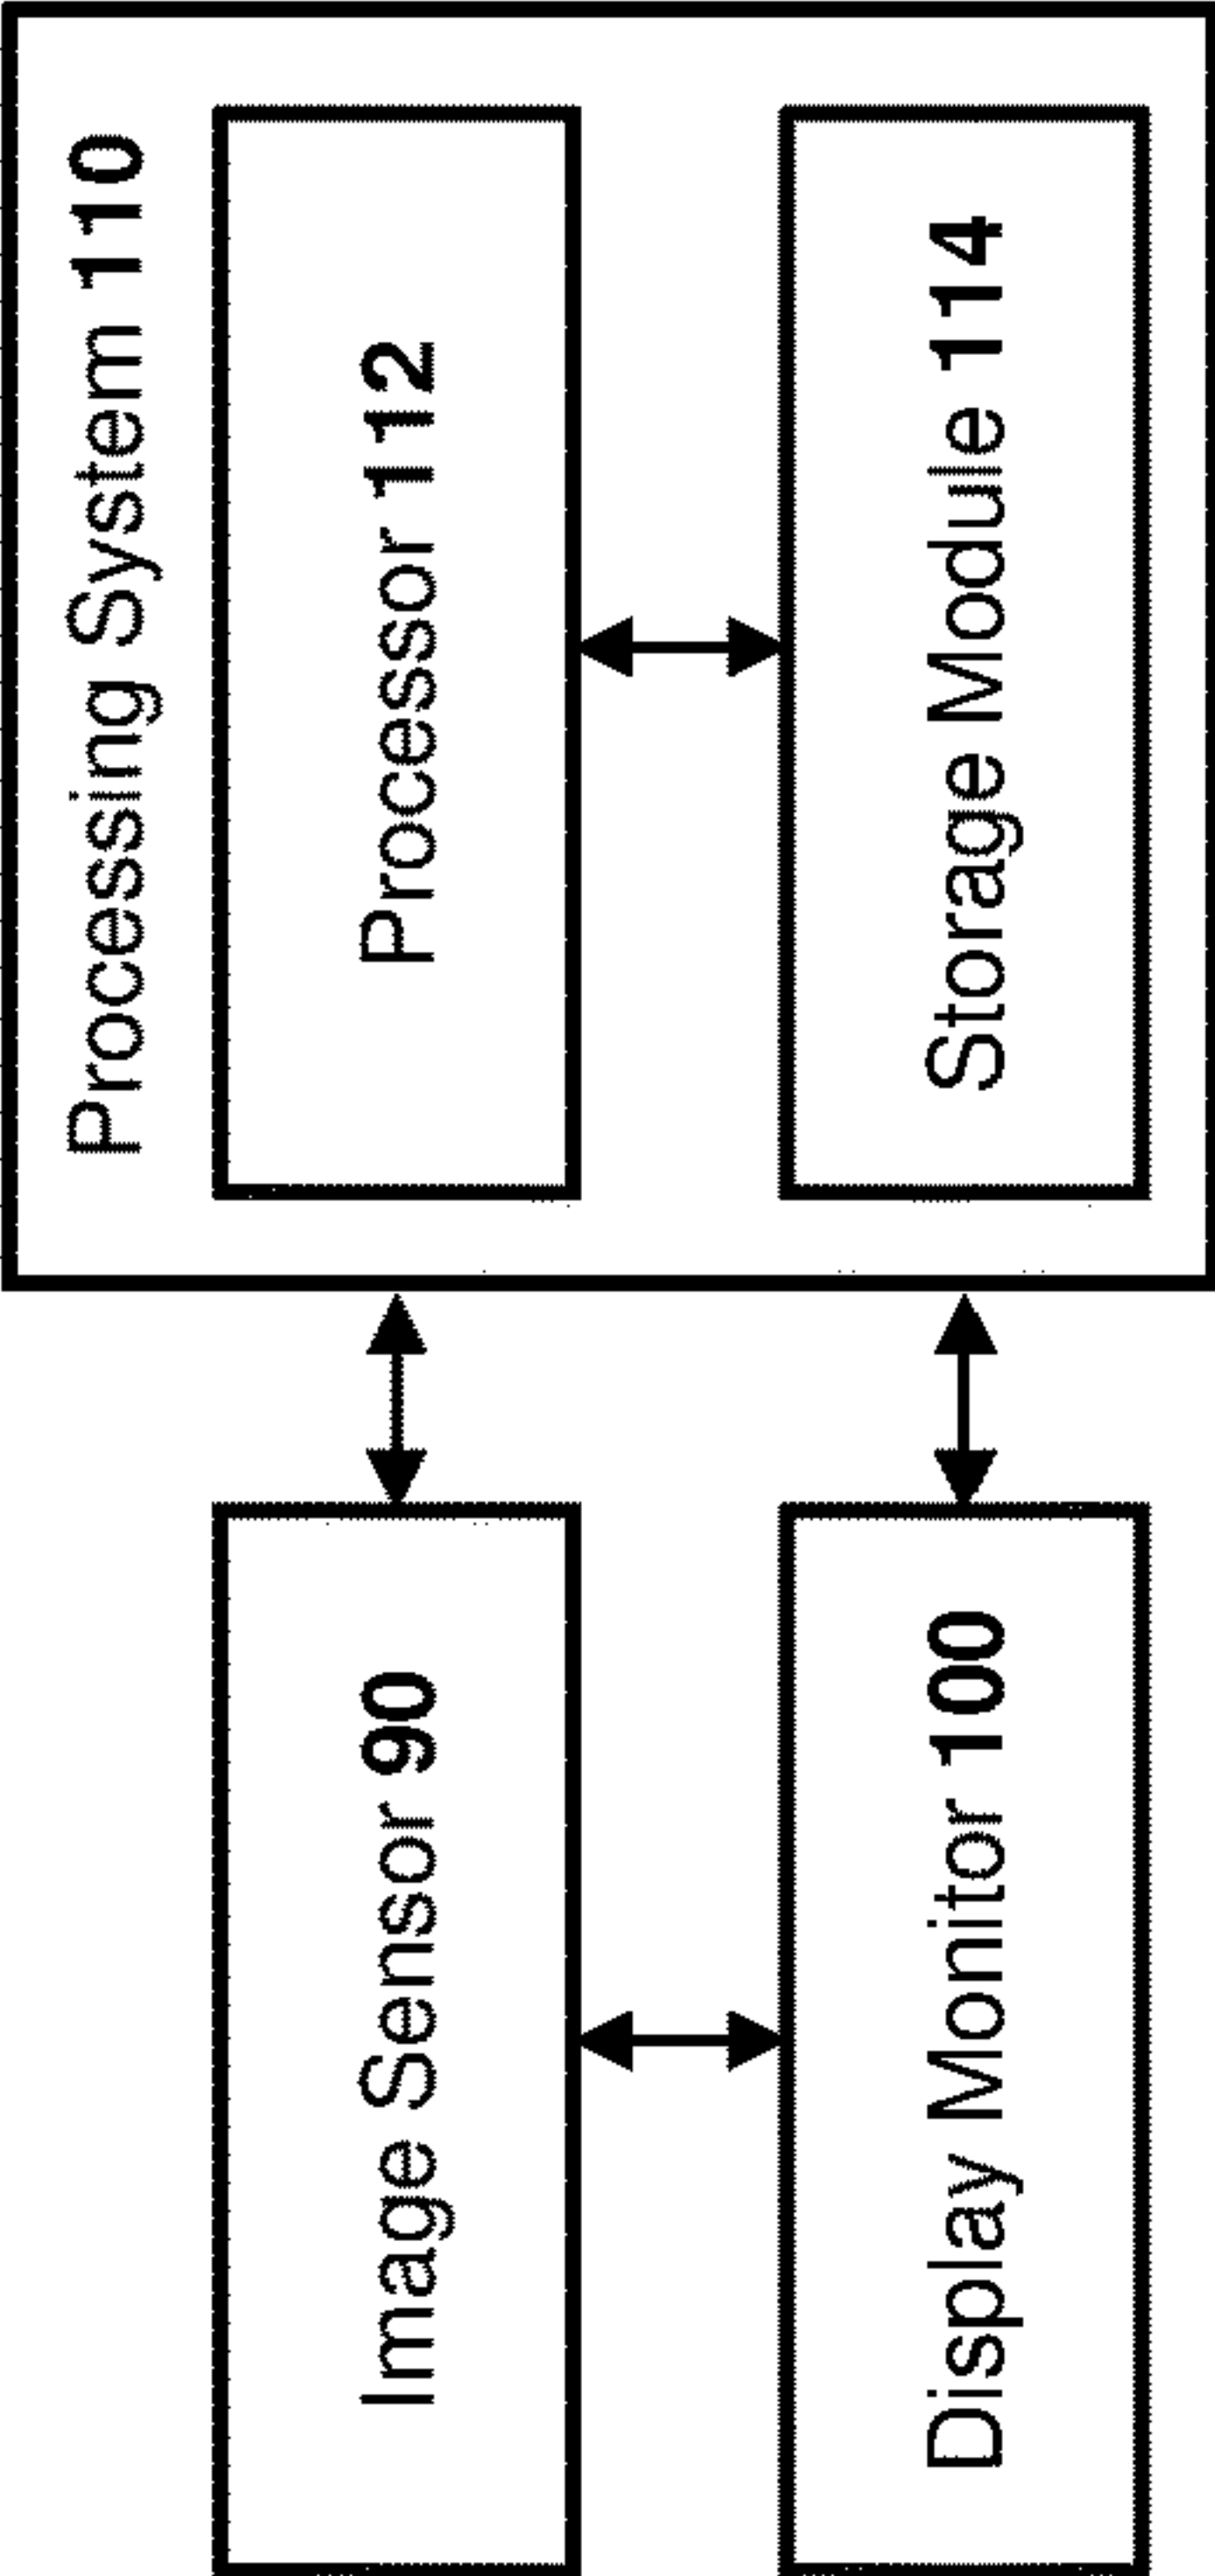 Processing System 110
Image Sensor 90
Processor 112
Display Monitor 100
Storage Module 114